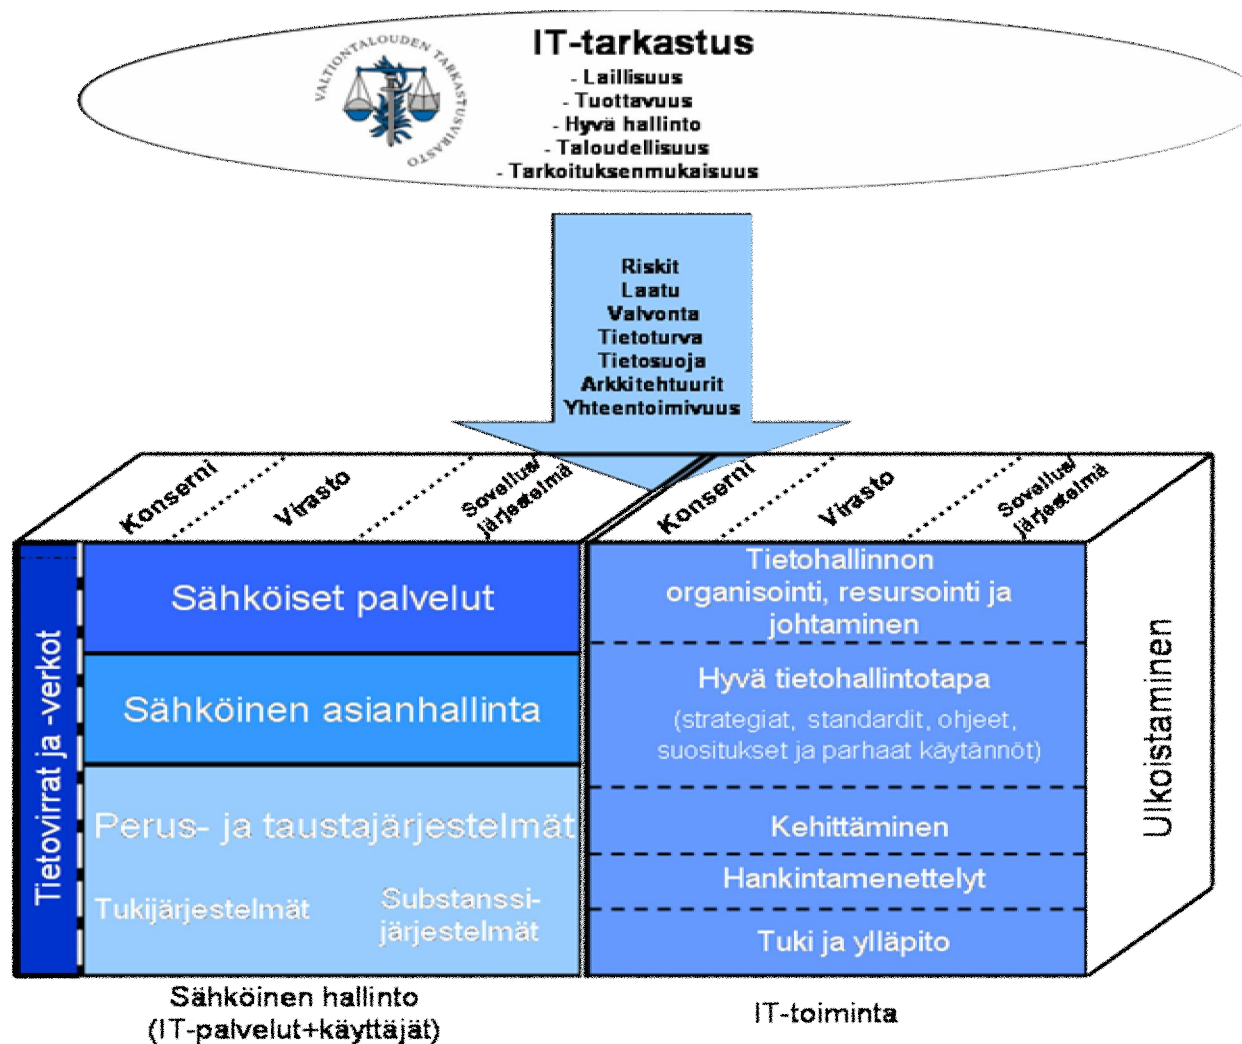 VALTIONTALOUDEN TARKASTUSVIRASTO
IT-tarkastus
- Laillisuus
- Tuottavuus
- Hyvä hallinto
- Taloudellisuus
- Tarkoituksenmukaisuus
Riskit
Laatu
Valvonta
Tietoturva
Tietosuoja
Arkkitehtuurit
Yhteentoimivuus
Konserni
Virasto
Sovellus/
järjestelmä
Konserni
Virasto
Sovellus/
järjestelmä
Tietovirrat ja -verkot
Sähköiset palvelut
Sähköinen asianhallinta
Perus- ja taustajärjestelmät
Tukijärjestelmät
Substanssi-
järjestelmät
Tietohallinnon
organisointi, resursointi ja
johtaminen
Hyvä tietohallintotapa
(strategiat, standardit, ohjeet,
suositukset ja parhaat käytännöt)
Kehittäminen
Hankintamenettelyt
Tuki ja ylläpito
Ulkoistaminen
Sähköinen hallinto
(IT-palvelut+käyttäjät)
IT-toiminta